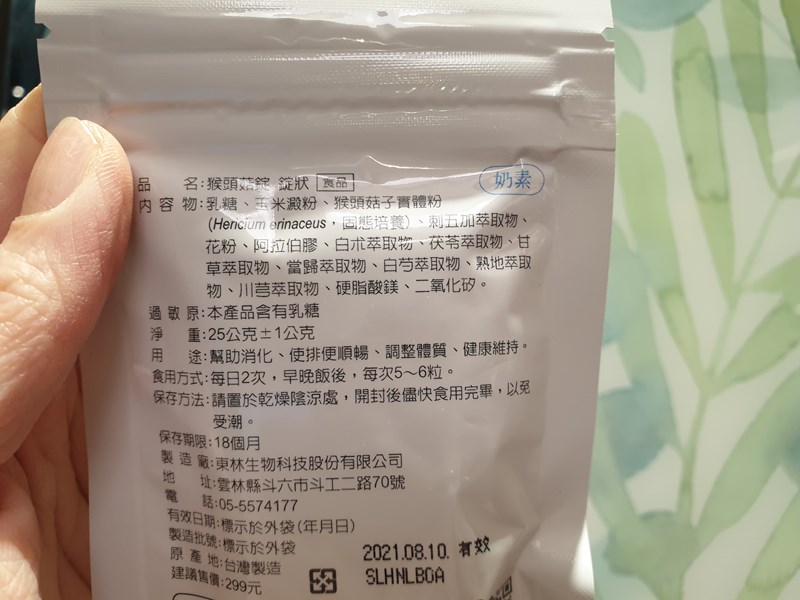 品 名:猴頭菇錠 錠狀 食品
奶素
內 容 物:乳糖、玉米澱粉、猴頭菇子實體粉
(Hericium erinaceus,固態培養)、刺五加萃取物、
花粉、阿拉伯膠、白朮萃取物、茯苓萃取物、甘
草萃取物、當歸萃取物、白芍萃取物、熟地萃取
物、川芎萃取物、硬脂酸鎂、二氧化矽。
過 敏 原:本產品含有乳糖
淨 重:25公克±1公克
用 途:幫助消化、使排便順暢、調整體質、健康維持。
食用方式:每日2次,早晚飯後,每次5~6粒。
保存方法:請置於乾燥陰涼處,開封後儘快食用完畢,以免
受潮。
保存期限:18個月
製 造 廠:東林生物科技股份有限公司
地 址:雲林縣斗六市斗工二路70號
電 話:05-5574177
有效日期:標示於外袋(年月日)
製造批號:標示於外袋
原 產 地:台灣製造
建議售價:299元
2021.08.10. 有效
SLHNLBOA